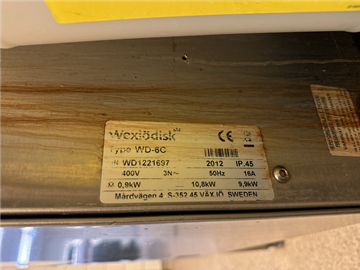 Wexiödisk
CE
Type WD-6C
N WD1221697 2012 IP.45
400V 3N~ 50Hz 16A
M 0,9kW 10,8kW 9,9kW
Mårdvägen 4, S-352 45 VÄXJÖ, SWEDEN